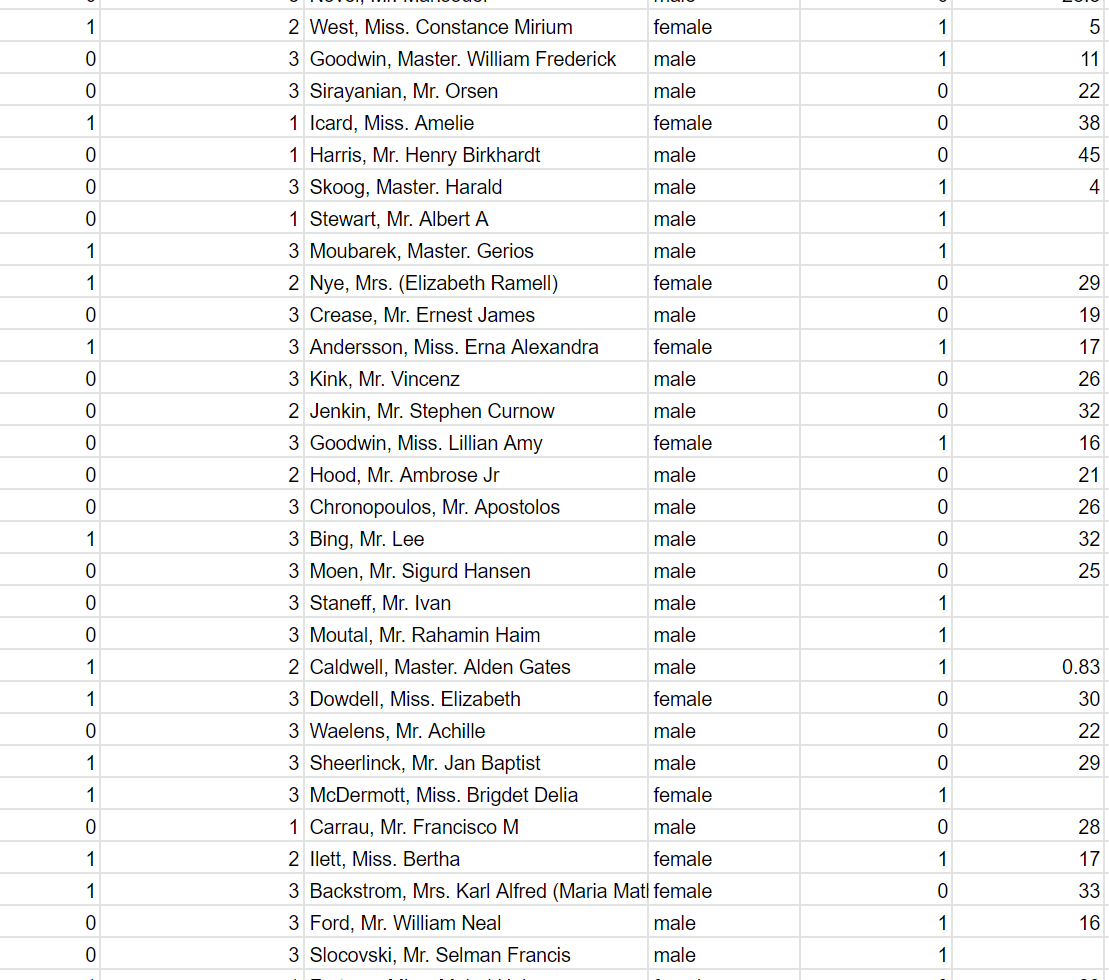 1 2 West, Miss. Constance Mirium female 1 5
0 3 Goodwin, Master. William Frederick male 1 11
0 3 Sirayanian, Mr. Orsen male 0 22
1 1 Icard, Miss. Amelie female 0 38
0 1 Harris, Mr. Henry Birkhardt male 0 45
0 3 Skoog, Master. Harald male 1 4
0 1 Stewart, Mr. Albert A male 1
1 3 Moubarek, Master. Gerios male 1
1 2 Nye, Mrs. (Elizabeth Ramell) female 0 29
0 3 Crease, Mr. Ernest James male 0 19
1 3 Andersson, Miss. Erna Alexandra female 1 17
0 3 Kink, Mr. Vincenz male 0 26
0 2 Jenkin, Mr. Stephen Curnow male 0 32
0 3 Goodwin, Miss. Lillian Amy female 1 16
0 2 Hood, Mr. Ambrose Jr male 0 21
0 3 Chronopoulos, Mr. Apostolos male 0 26
1 3 Bing, Mr. Lee male 0 32
0 3 Moen, Mr. Sigurd Hansen male 0 25
0 3 Staneff, Mr. Ivan male 1
0 3 Moutal, Mr. Rahamin Haim male 1
1 2 Caldwell, Master. Alden Gates male 1 0.83
1 3 Dowdell, Miss. Elizabeth female 0 30
0 3 Waelens, Mr. Achille male 0 22
1 3 Sheerlinck, Mr. Jan Baptist male 0 29
1 3 McDermott, Miss. Brigdet Delia female 1
0 1 Carrau, Mr. Francisco M male 0 28
1 2 Ilett, Miss. Bertha female 1 17
1 3 Backstrom, Mrs. Karl Alfred (Maria Mat female 0 33
0 3 Ford, Mr. William Neal male 1 16
0 3 Slocovski, Mr. Selman Francis male 1